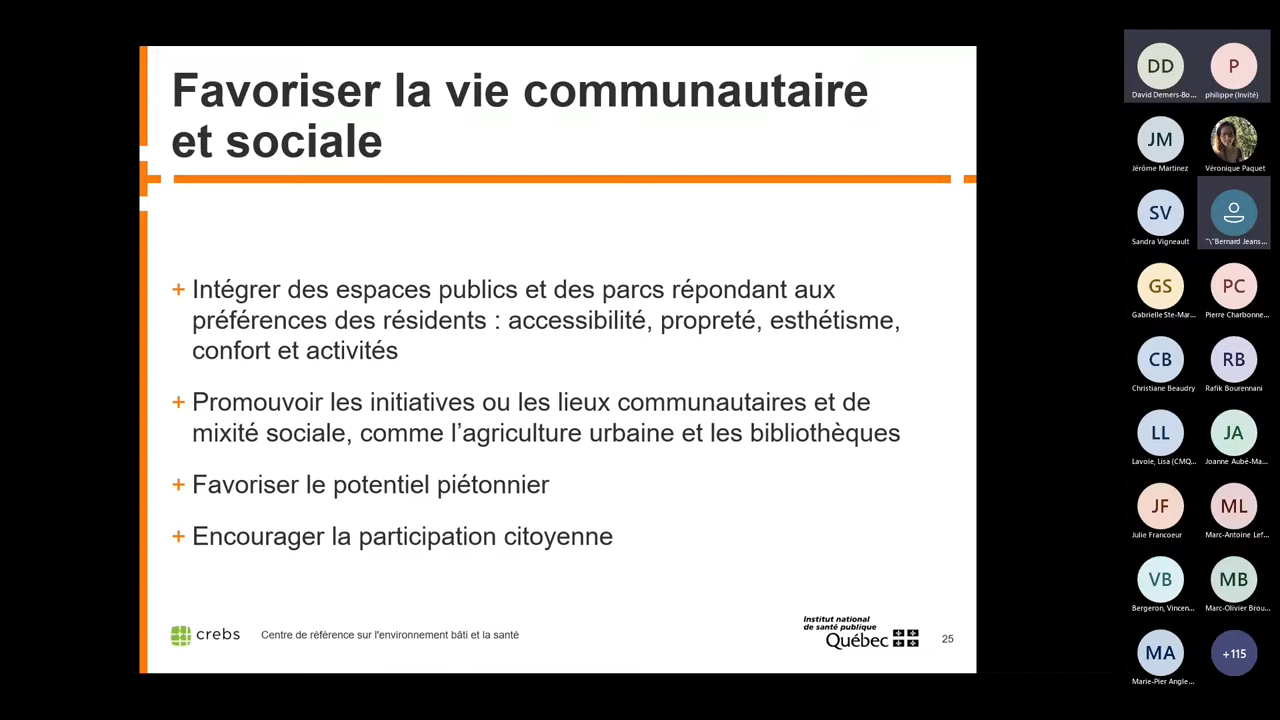 Favoriser la vie communautaire
et sociale
+ Intégrer des espaces publics et des parcs répondant aux
préférences des résidents : accessibilité, propreté, esthétisme,
confort et activités
+ Promouvoir les initiatives ou les lieux communautaires et de
mixité sociale, comme l’agriculture urbaine et les bibliothèques
+ Favoriser le potentiel piétonnier
+ Encourager la participation citoyenne
crebs
Centre de référence sur l'environnement bâti et la santé
Institut national
de santé publique
Québec
25
DD
David Demers-Bo...
P
philippe (Invité)
JM
Jérôme Martinez
Véronique Paquet
SV
Sandra Vigneault
"\"Bernard Jeans...
GS
Gabrielle Ste-Mar...
PC
Pierre Charbonne...
CB
Christiane Beaudry
RB
Rafik Bourennani
LL
Lavoie, Lisa (CMQ...
JA
Joanne Aubé-Ma...
JF
Julie Francoeur
ML
Marc-Antoine Lef...
VB
Bergeron, Vincen...
MB
Marc-Olivier Brou...
MA
Marie-Pier Angle...
+115